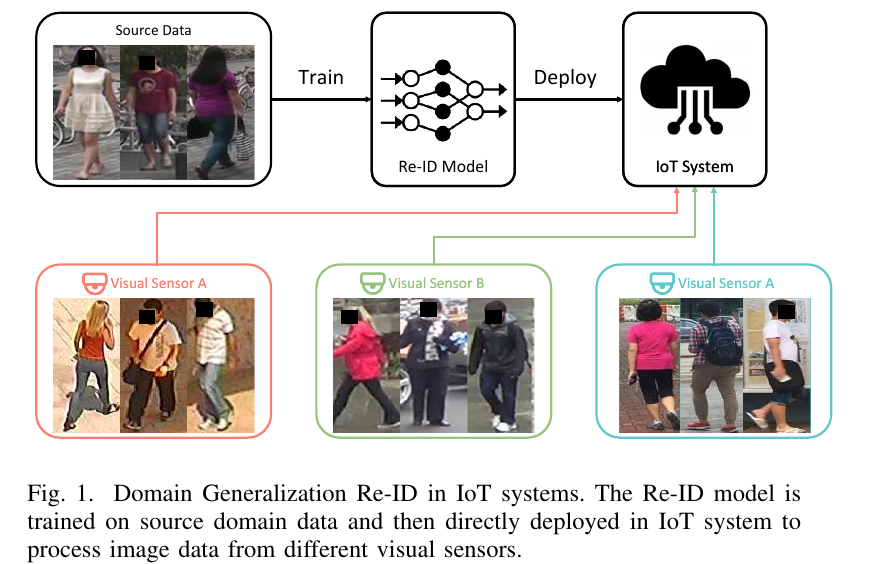 Source Data
Train
Deploy
Re-ID Model
IoT System
Visual Sensor A
Visual Sensor B
Visual Sensor A
Fig. 1. Domain Generalization Re-ID in IoT systems. The Re-ID model is
trained on source domain data and then directly deployed in IoT system to
process image data from different visual sensors.